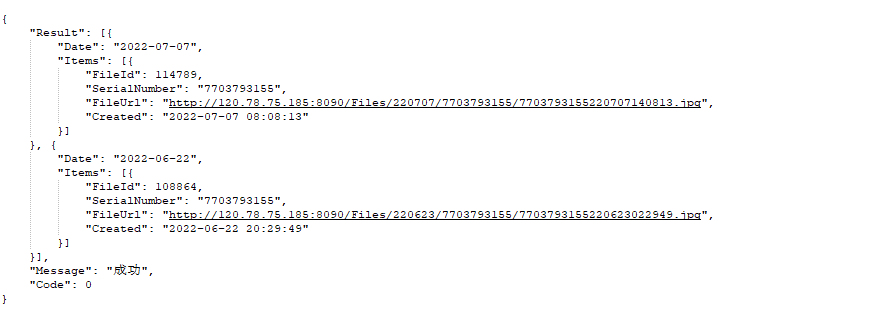 {
"Result": [{
"Date": "2022-07-07",
"Items": [{
"FileId": 114789,
"SerialNumber": "7703793155",
"FileUrl": "http://120.78.75.185:8090/Files/220707/7703793155/7703793155220707140813.jpg",
"Created": "2022-07-07 08:08:13"
}]
}, {
"Date": "2022-06-22",
"Items": [{
"FileId": 108864,
"SerialNumber": "7703793155",
"FileUrl": "http://120.78.75.185:8090/Files/220623/7703793155/7703793155220623022949.jpg",
"Created": "2022-06-22 20:29:49"
}]
}],
"Message": "成功",
"Code": 0
}